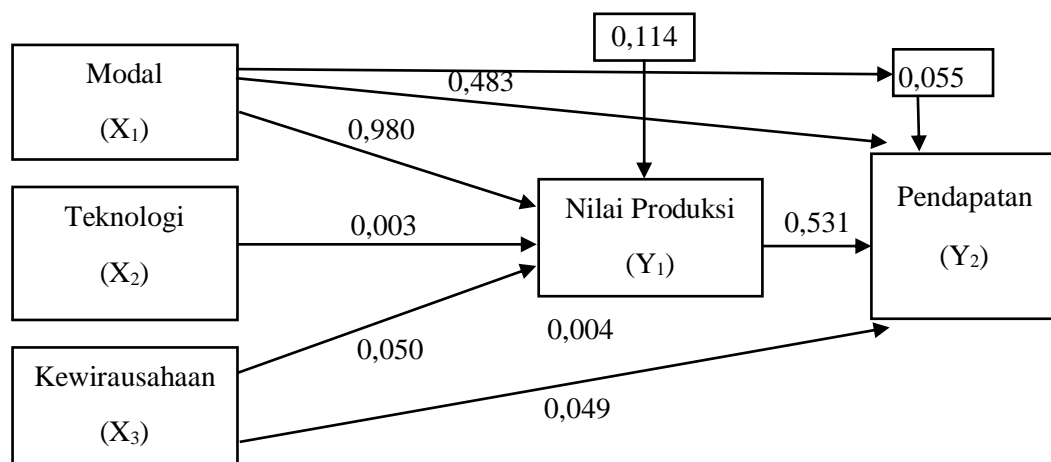 0,114
Modal
(X₁)
0,483
0,055
0,980
Teknologi
(X₂)
0,003
Nilai Produksi
(Y₁)
0,531
Pendapatan
(Y₂)
Kewirausahaan
(X₃)
0,050
0,004
0,049